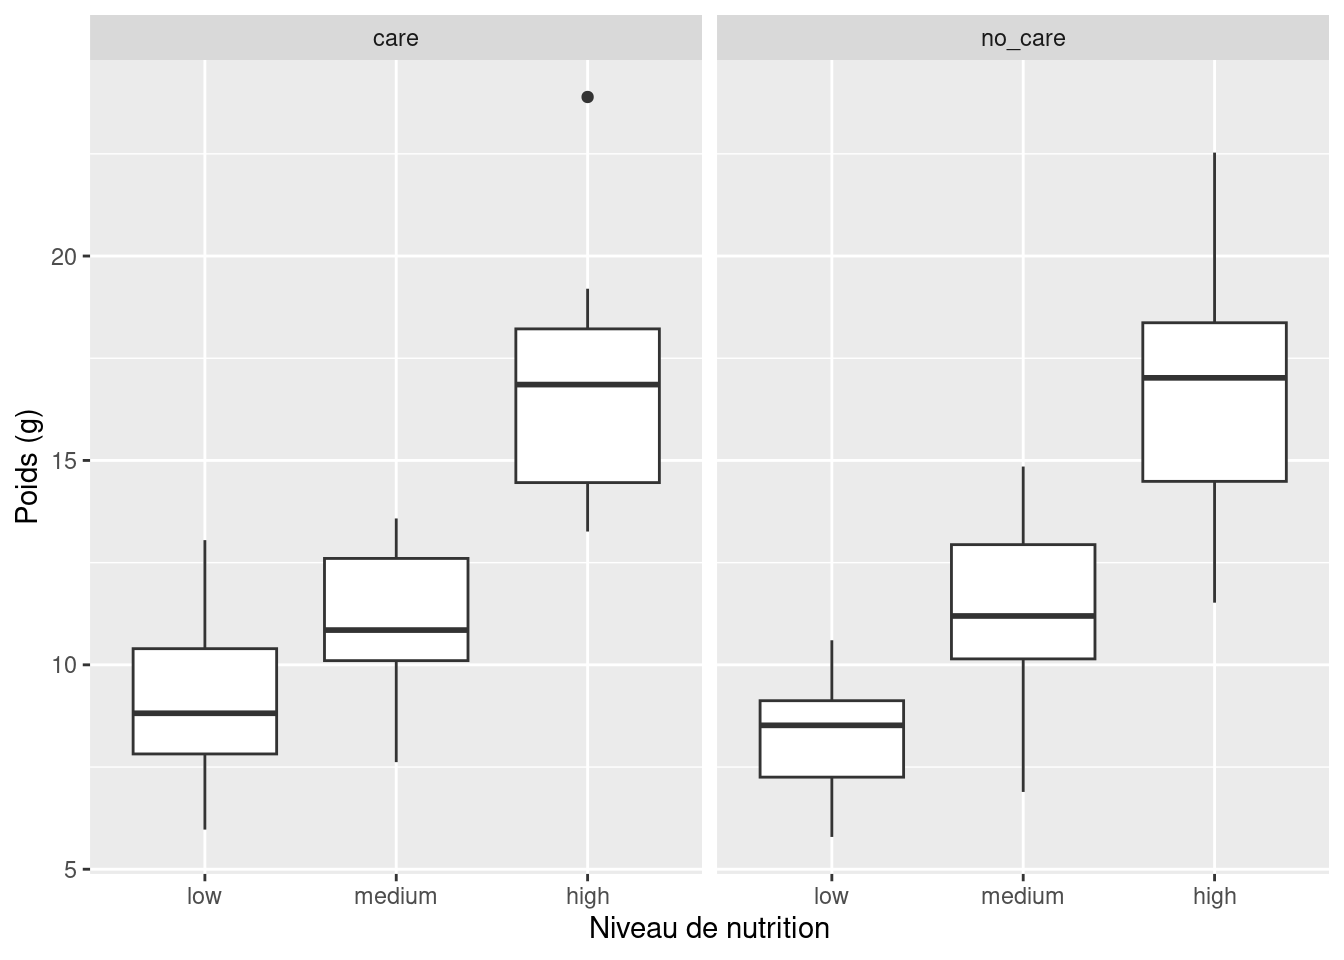 care no_care
Poids (g)
20
15
10
5
low medium high low medium high
Niveau de nutrition